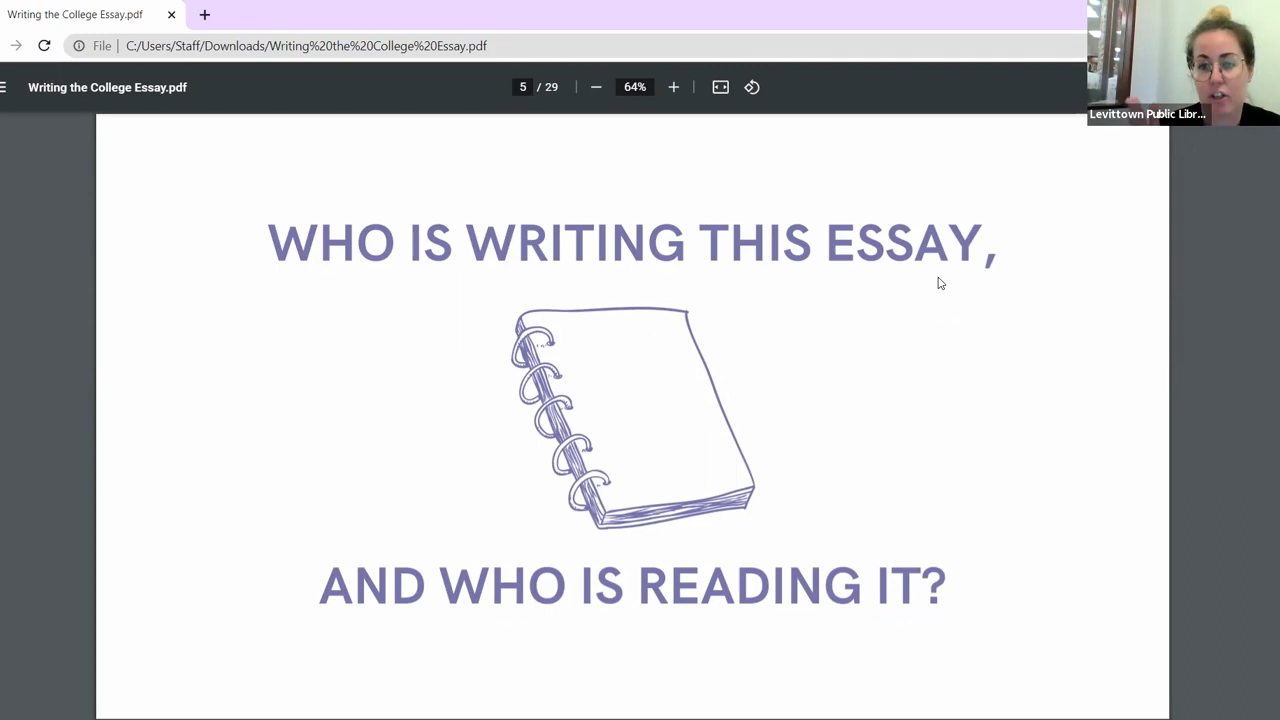 Writing the College Essay.pdf
File
C:/Users/Staff/Downloads/Writing%20the%20College%20Essay.pdf
Writing the College Essay.pdf
5 / 29
64%
Levittown Public Libr...
WHO IS WRITING THIS ESSAY,
AND WHO IS READING IT?